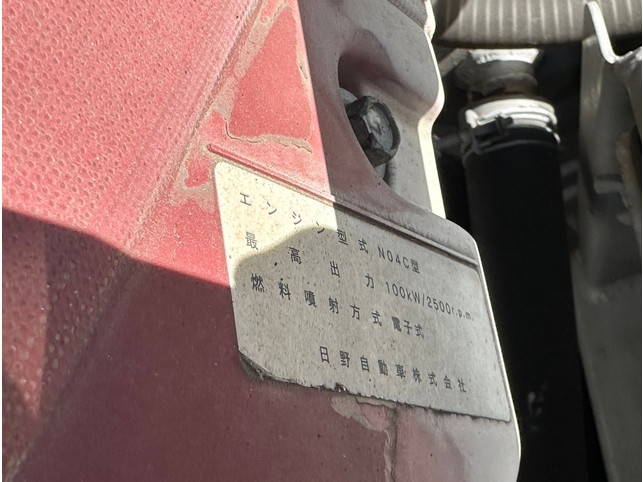 エンジン型式 N04C型
最高出力 100kW/2500r.p.m.
燃料噴射方式 電子式
日野自動車株式会社